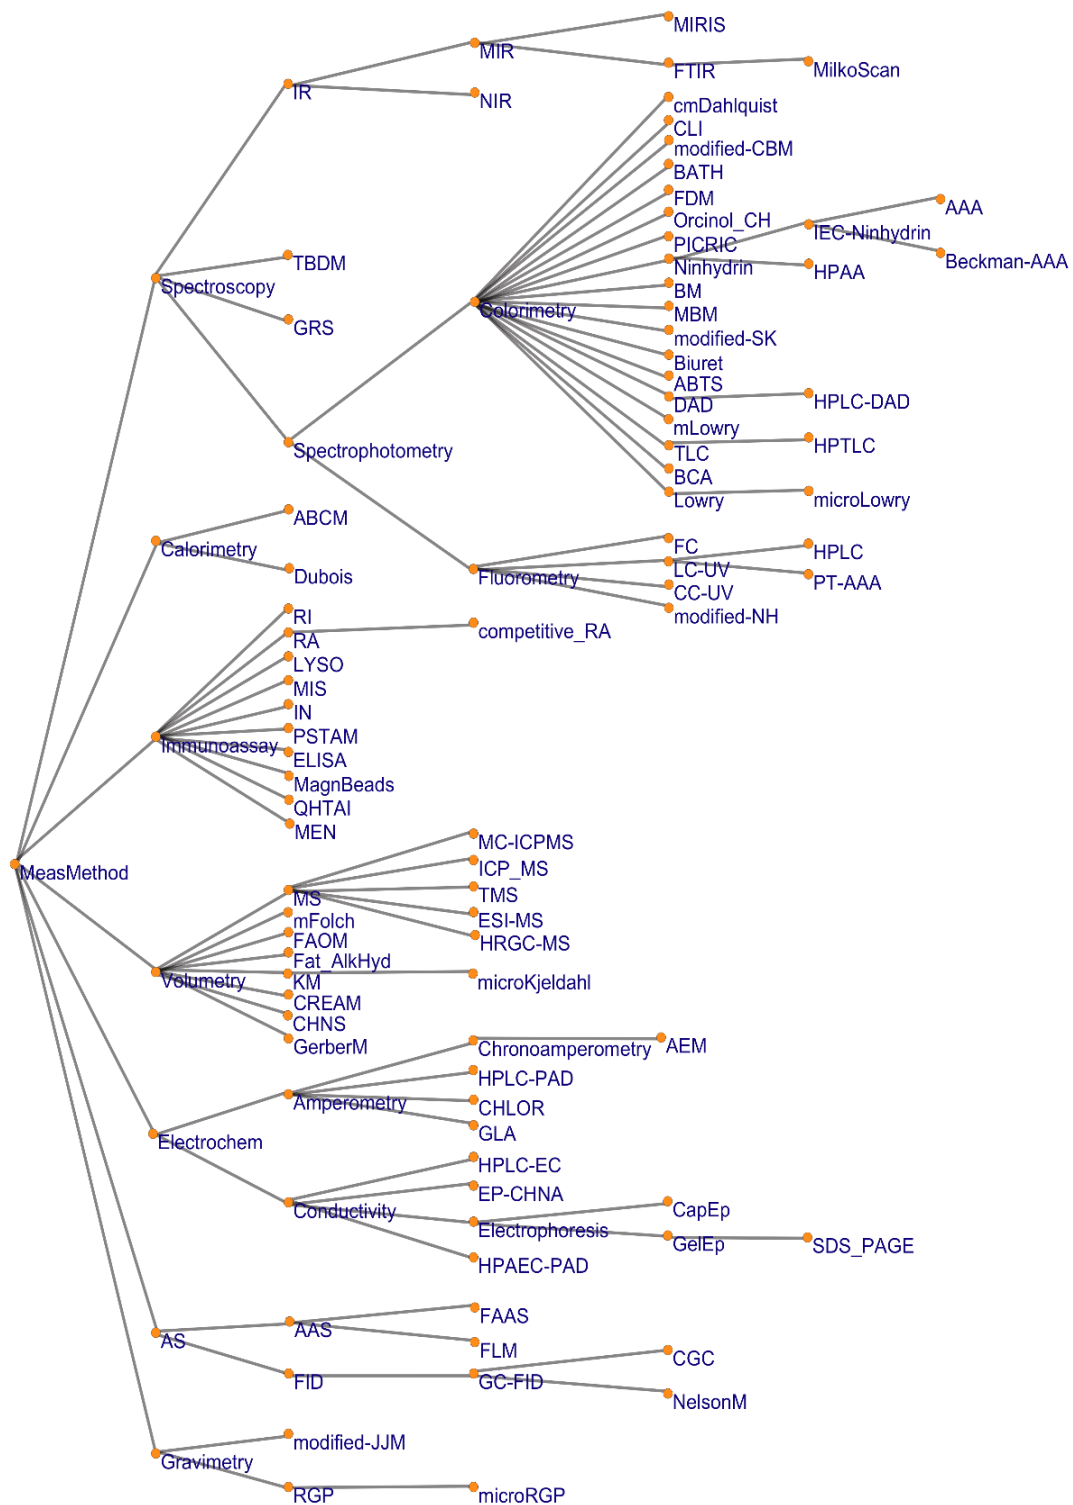 MIRIS
MIR
FTIR
MilkoScan
IR
NIR
cmDahlquist
CLI
modified-CBM
BATH
FDM
AAA
Orcinol_CH
IEC-Ninhydrin
PICRIC
TBDM
Ninhydrin
HPAA
Beckman-AAA
Spectroscopy
BM
Colorimetry
MBM
GRS
modified-SK
Biuret
ABTS
DAD
HPLC-DAD
mLowry
Spectrophotometry
TLC
HPTLC
BCA
Lowry
microLowry
ABCM
Calorimetry
FC
HPLC
Dubois
Fluorometry
LC-UV
PT-AAA
CC-UV
modified-NH
RI
competitive_RA
RA
LYSO
MIS
IN
PSTAM
Immunoassay
ELISA
MagnBeads
QHTAI
MEN
MC-ICPMS
ICP_MS
MeasMethod
TMS
MS
ESI-MS
mFolch
HRGC-MS
FAOM
Fat_AlkHyd
Volumetry
KM
microKjeldahl
CREAM
CHNS
GerberM
Chronoamperometry
AEM
HPLC-PAD
Amperometry
CHLOR
GLA
Electrochem
HPLC-EC
EP-CHNA
Conductivity
CapEp
Electrophoresis
GelEp
SDS_PAGE
HPAEC-PAD
FAAS
AAS
AS
FLM
CGC
FID
GC-FID
NelsonM
modified-JJM
Gravimetry
RGP
microRGP